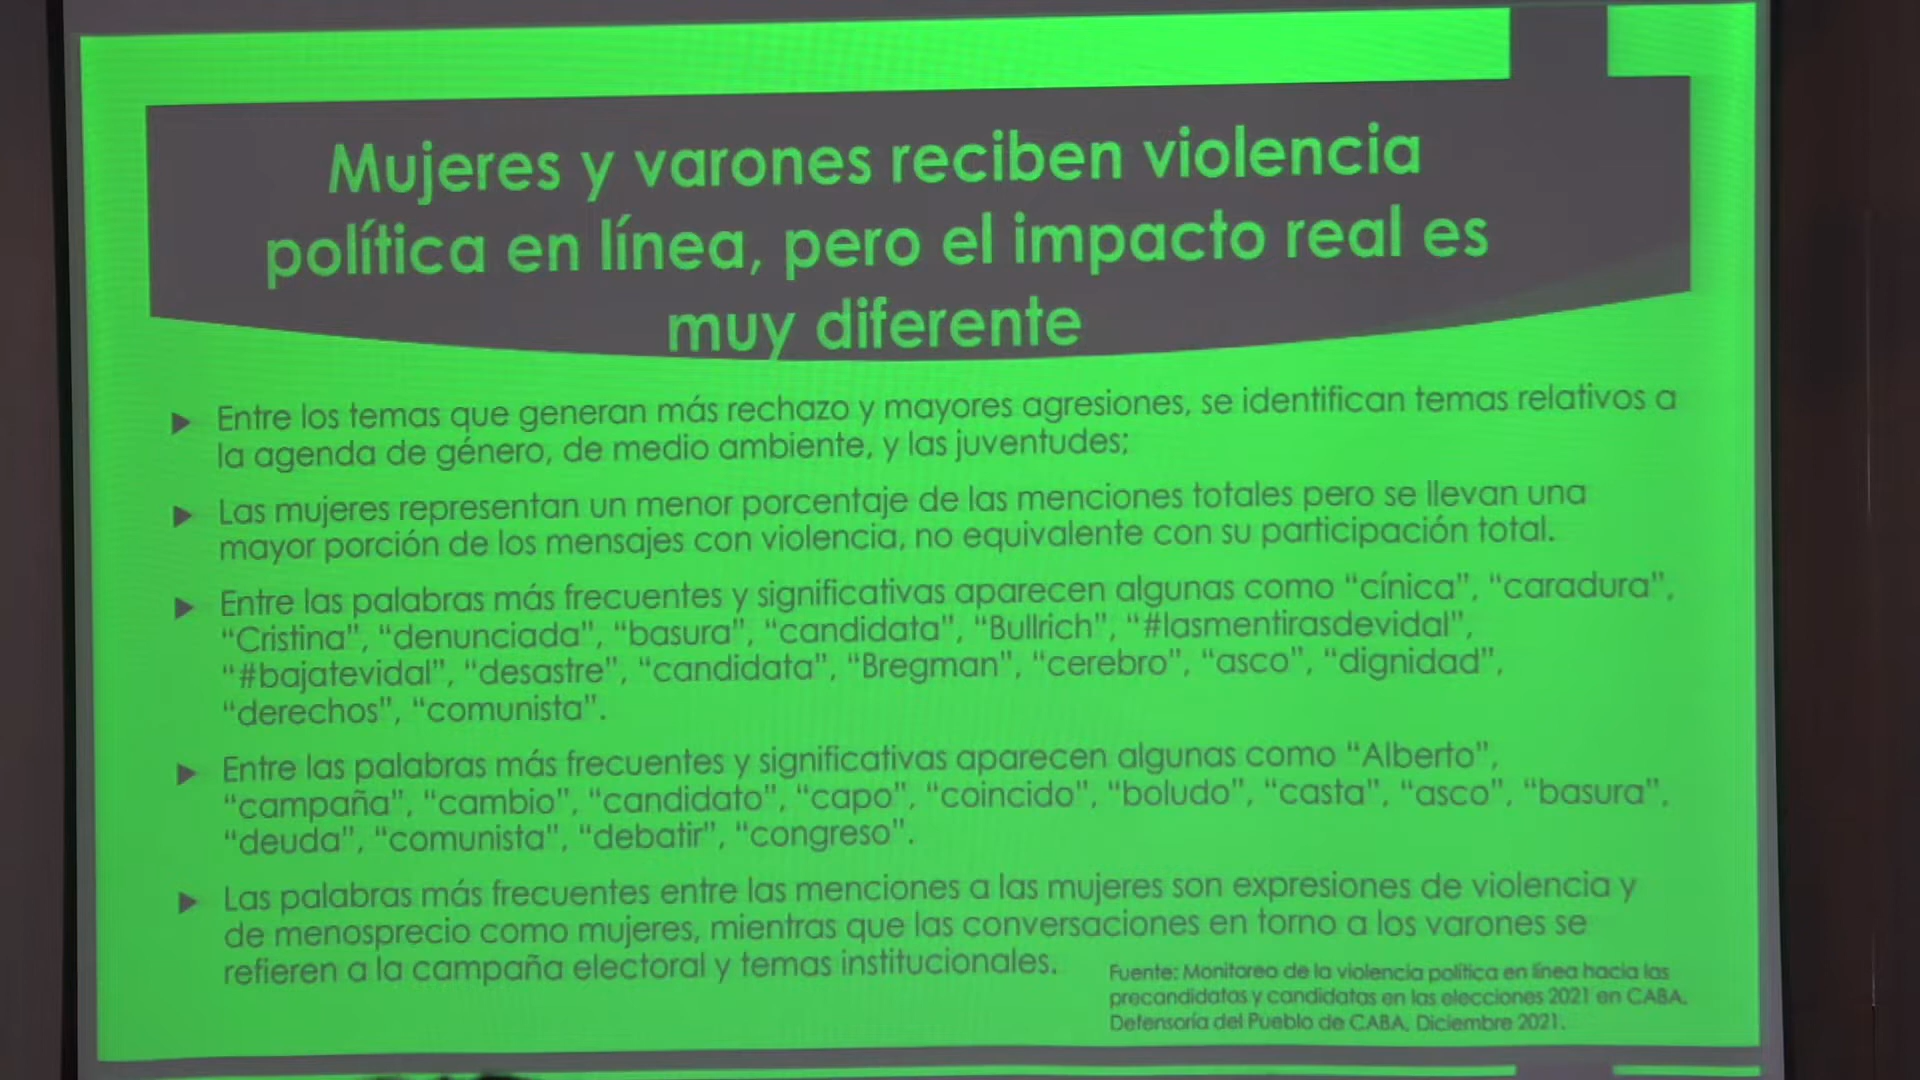 Mujeres y varones reciben violencia
política en línea, pero el impacto real es
muy diferente
Entre los temas que generan más rechazo y mayores agresiones, se identifican temas relativos a
la agenda de género, de medio ambiente, y las juventudes;
Las mujeres representan un menor porcentaje de las menciones totales pero se llevan una
mayor porción de los mensajes con violencia, no equivalente con su participación total.
Entre las palabras más frecuentes y significativas aparecen algunas como “cínica”, “caradura”,
“Cristina”, “denunciada”, “basura”, “candidata”, “Bullrich”, “#lasmentirasdevidal”,
“#bajatevidal”, “desastre”, “candidata”, “Bregman”, “cerebro”, “asco”, “dignidad”,
“derechos”, “comunista”.
Entre las palabras más frecuentes y significativas aparecen algunas como “Alberto”,
“campaña”, “cambio”, “candidato”, “capo”, “coincido”, “boludo”, “casta”, “asco”, “basura”,
“deuda”, “comunista”, “debatir”, “congreso”.
Las palabras más frecuentes entre las menciones a las mujeres son expresiones de violencia y
de menosprecio como mujeres, mientras que las conversaciones en torno a los varones se
refieren a la campaña electoral y temas institucionales.
Fuente: Monitoreo de la violencia política en línea hacia las
precandidatas y candidatas en las elecciones 2021 en CABA.
Defensoría del Pueblo de CABA. Diciembre 2021.